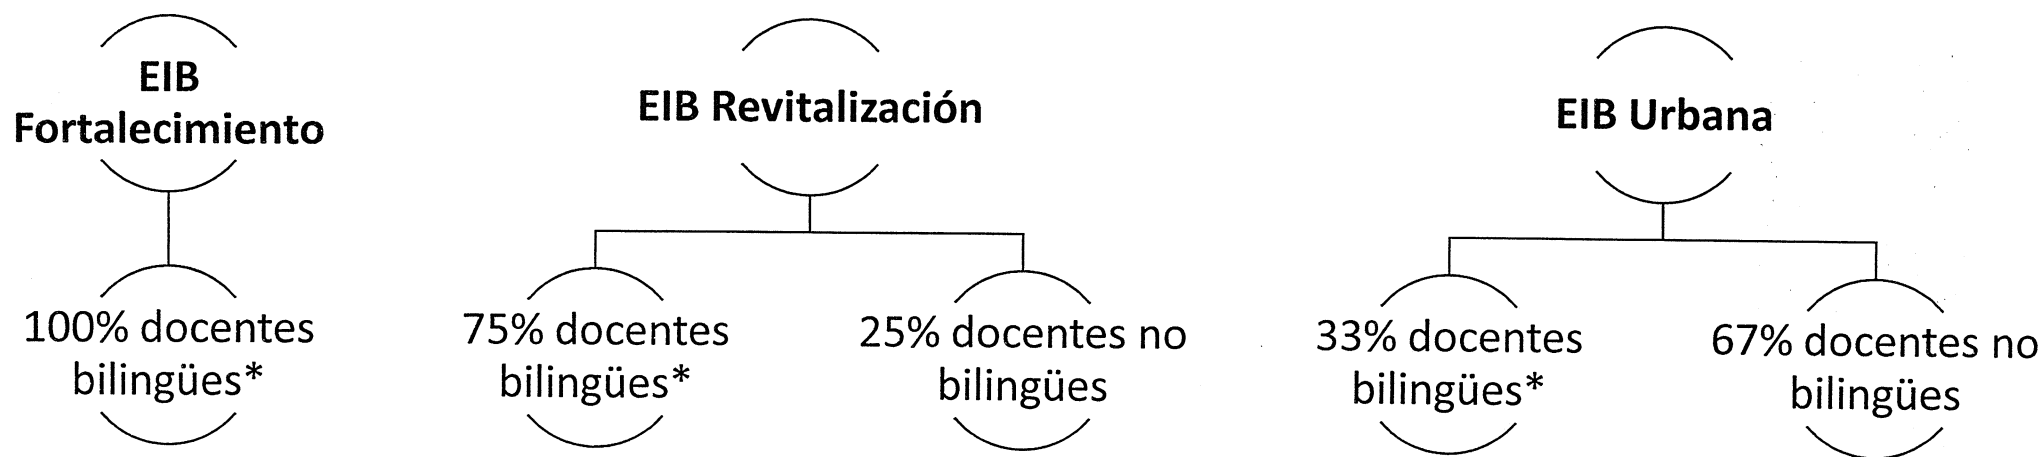 EIB
Fortalecimiento
100% docentes
bilingües*
EIB Revitalización
75% docentes
bilingües*
25% docentes no
bilingües
EIB Urbana
33% docentes
bilingües*
67% docentes no
bilingües